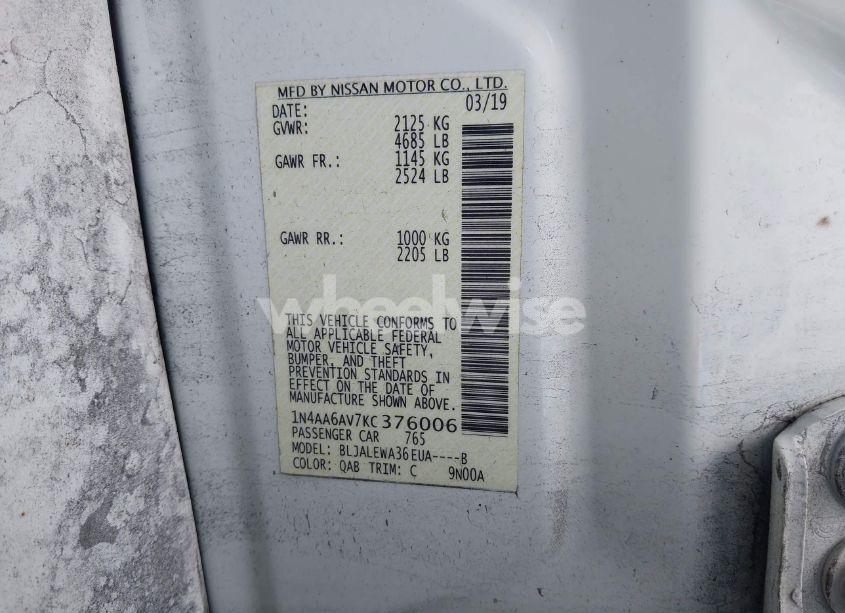 MFD BY NISSAN MOTOR CO., LTD.
DATE: 03/19
GVWR: 2125 KG
4685 LB
GAWR FR.: 1145 KG
2524 LB
GAWR RR.: 1000 KG
2205 LB
wheelwise
THIS VEHICLE CONFORMS TO
ALL APPLICABLE FEDERAL
MOTOR VEHICLE SAFETY,
BUMPER, AND THEFT
PREVENTION STANDARDS IN
EFFECT ON THE DATE OF
MANUFACTURE SHOWN ABOVE.
1N4AA6AV7KC376006
PASSENGER CAR 765
MODEL: BLJALEWA36EUA----B
COLOR: QAB TRIM: C 9N00A